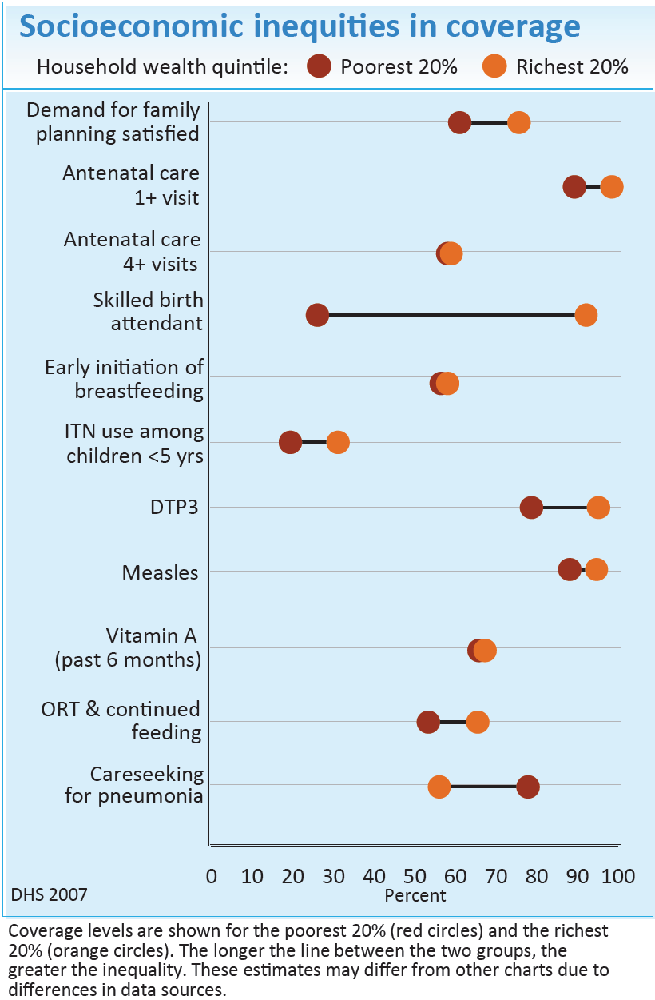 Socioeconomic inequities in coverage
Household wealth quintile: Poorest 20% Richest 20%
Demand for family
planning satisfied
Antenatal care
1+ visit
Antenatal care
4+ visits
Skilled birth
attendant
Early initiation of
breastfeeding
ITN use among
children <5 yrs
DTP3
Measles
Vitamin A
(past 6 months)
ORT & continued
feeding
Careseeking
for pneumonia
0 10 20 30 40 50 60 70 80 90 100
Percent
DHS 2007
Coverage levels are shown for the poorest 20% (red circles) and the richest
20% (orange circles). The longer the line between the two groups, the
greater the inequality. These estimates may differ from other charts due to
differences in data sources.